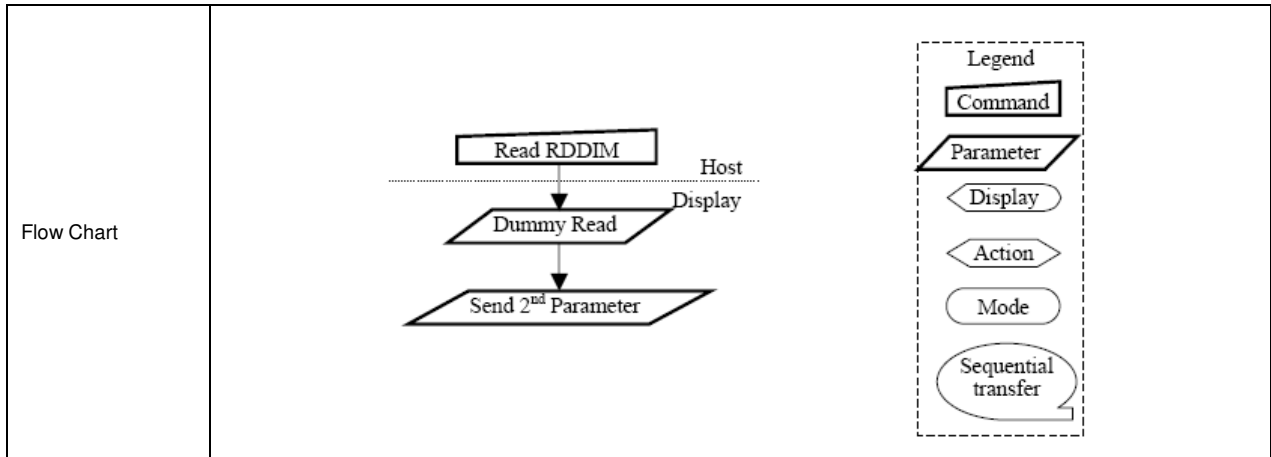 Flow Chart
Read RDDIM
Host
Display
Dummy Read
Send 2nd Parameter
Legend
Command
Parameter
Display
Action
Mode
Sequential
transfer